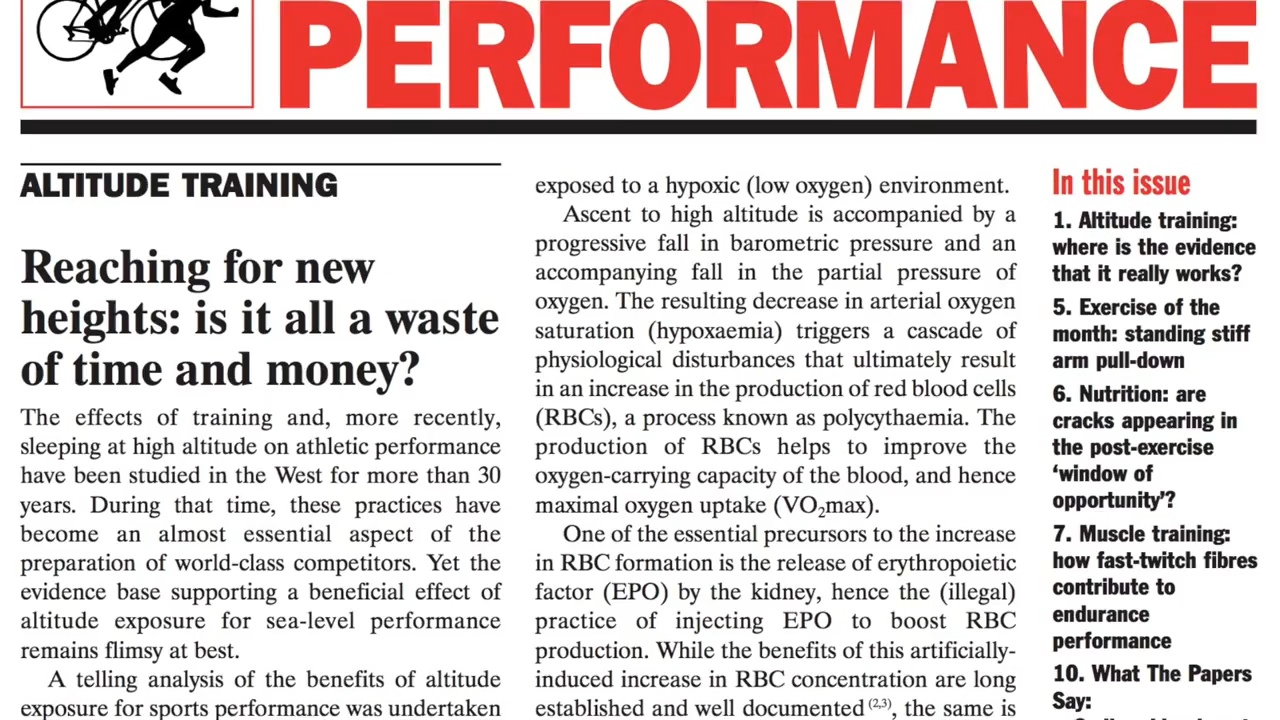 PERFORMANCE
ALTITUDE TRAINING
Reaching for new
heights: is it all a waste
of time and money?
The effects of training and, more recently,
sleeping at high altitude on athletic performance
have been studied in the West for more than 30
years. During that time, these practices have
become an almost essential aspect of the
preparation of world-class competitors. Yet the
evidence base supporting a beneficial effect of
altitude exposure for sea-level performance
remains flimsy at best.
A telling analysis of the benefits of altitude
exposure for sports performance was undertaken
exposed to a hypoxic (low oxygen) environment.
Ascent to high altitude is accompanied by a
progressive fall in barometric pressure and an
accompanying fall in the partial pressure of
oxygen. The resulting decrease in arterial oxygen
saturation (hypoxaemia) triggers a cascade of
physiological disturbances that ultimately result
in an increase in the production of red blood cells
(RBCs), a process known as polycythaemia. The
production of RBCs helps to improve the
oxygen-carrying capacity of the blood, and hence
maximal oxygen uptake (VO₂max).
One of the essential precursors to the increase
in RBC formation is the release of erythropoietic
factor (EPO) by the kidney, hence the (illegal)
practice of injecting EPO to boost RBC
production. While the benefits of this artificially-
induced increase in RBC concentration are long
established and well documented (2,3), the same is
In this issue
1. Altitude training:
where is the evidence
that it really works?
5. Exercise of the
month: standing stiff
arm pull-down
6. Nutrition: are
cracks appearing in
the post-exercise
‘window of
opportunity’?
7. Muscle training:
how fast-twitch fibres
contribute to
endurance
performance
10. What The Papers
Say: